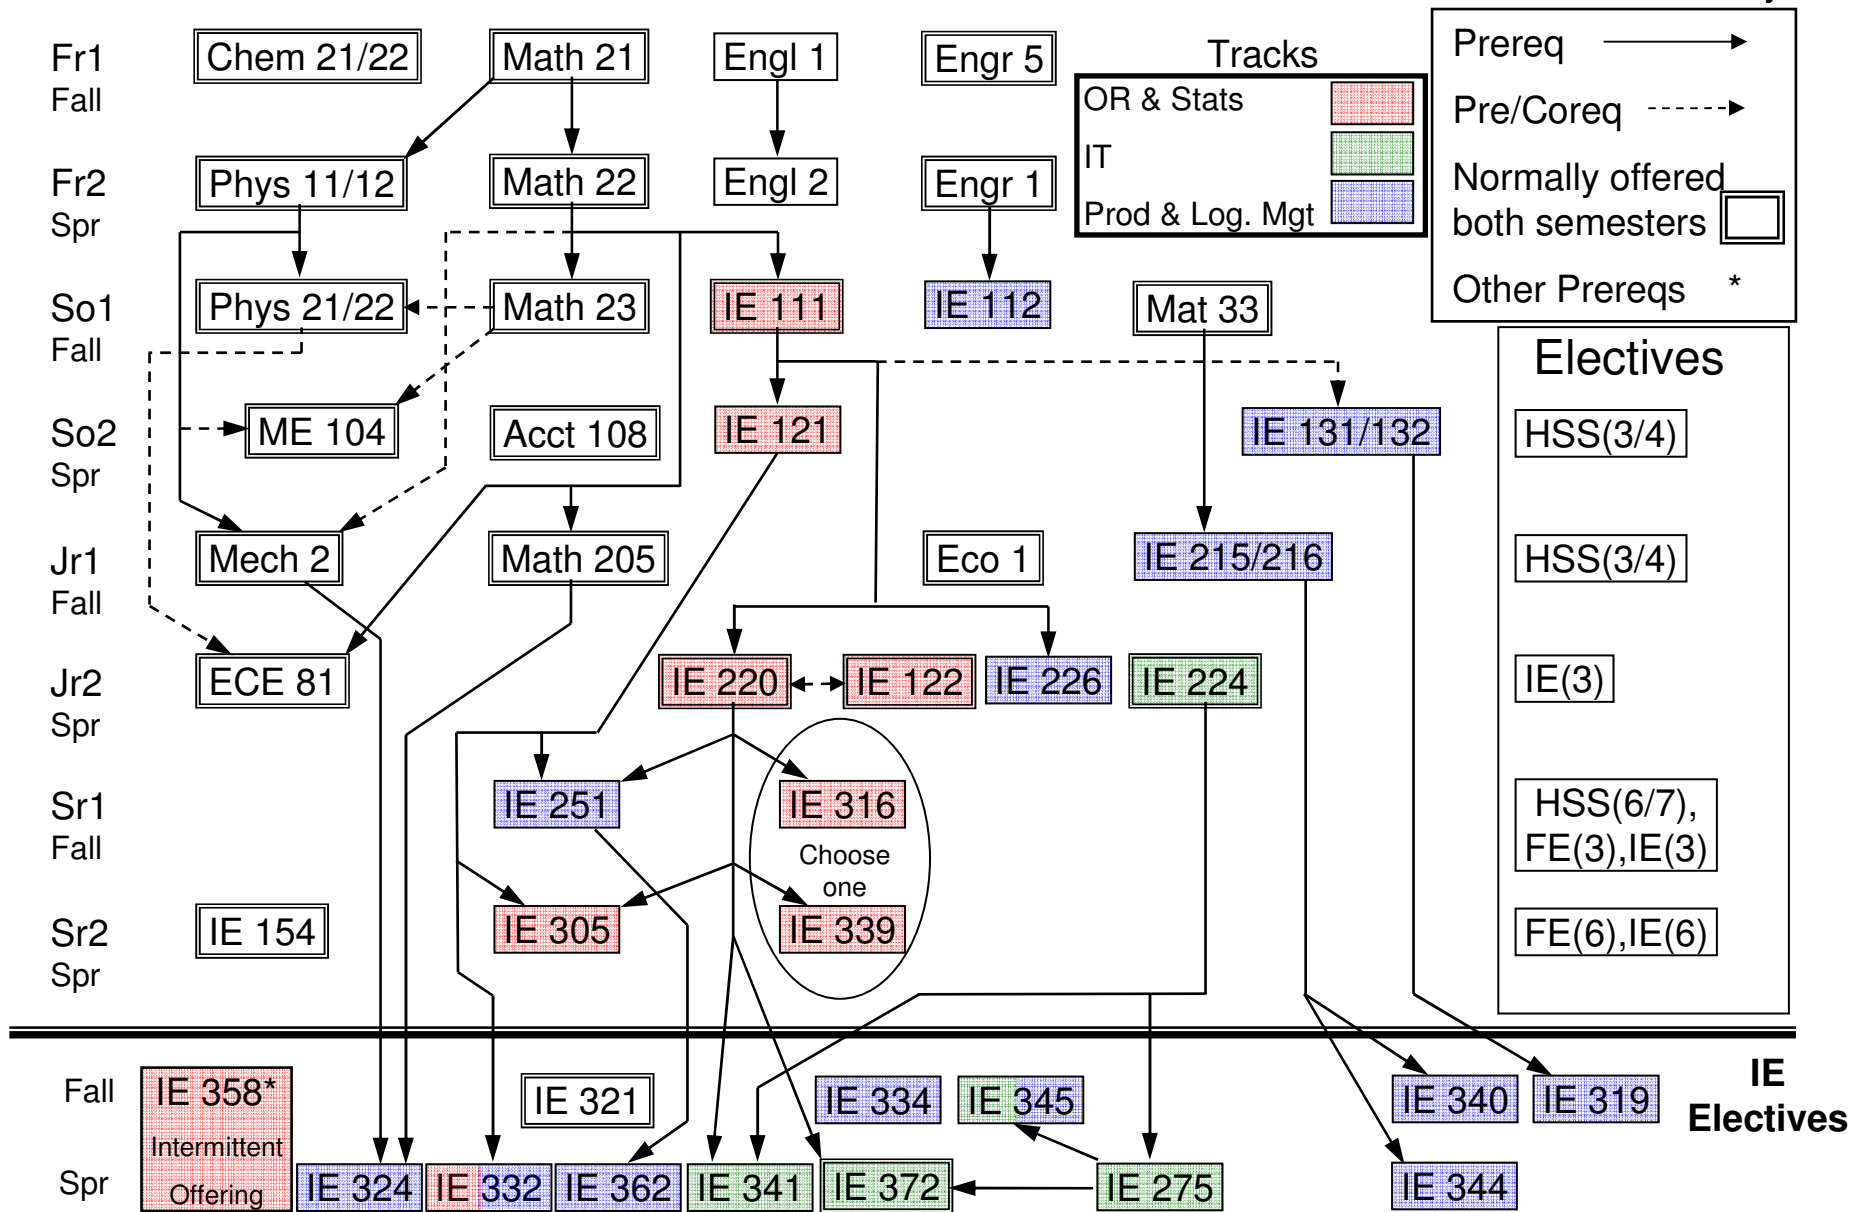 Fr1
Fall
Chem 21/22
Math 21
Engl 1
Engr 5
Tracks
OR & Stats
IT
Prod & Log. Mgt
Prereq
Pre/Coreq
Normally offered
both semesters
Other Prereqs *
Fr2
Spr
Phys 11/12
Math 22
Engl 2
Engr 1
So1
Fall
Phys 21/22
Math 23
IE 111
IE 112
Mat 33
Electives
So2
Spr
ME 104
Acct 108
IE 121
IE 131/132
HSS(3/4)
Jr1
Fall
Mech 2
Math 205
Eco 1
IE 215/216
HSS(3/4)
Jr2
Spr
ECE 81
IE 220
IE 122
IE 226
IE 224
IE(3)
Sr1
Fall
IE 251
IE 316
Choose
one
HSS(6/7),
FE(3),IE(3)
Sr2
Spr
IE 154
IE 305
IE 339
FE(6),IE(6)
Fall
IE 358*
Intermittent
Offering
IE 321
IE 334
IE 345
IE 340
IE 319
IE
Electives
Spr
IE 324
IE 332
IE 362
IE 341
IE 372
IE 275
IE 344